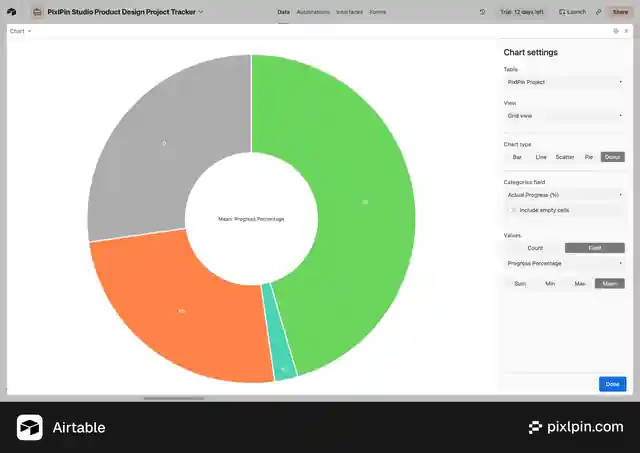 PixlPin Studio Product Design Project Tracker
Data Automations Interfaces Forms
Trial: 12 days left
Launch
Share
Chart
Chart settings
Table
PixlPin Project
View
Grid view
Chart type
Bar Line Scatter Pie Donut
Categories field
Actual Progress (%)
Include empty cells
Values
Count Field
Progress Percentage
Sum Min Max Mean
Mean: Progress Percentage
0
Done
Airtable
pixlpin.com